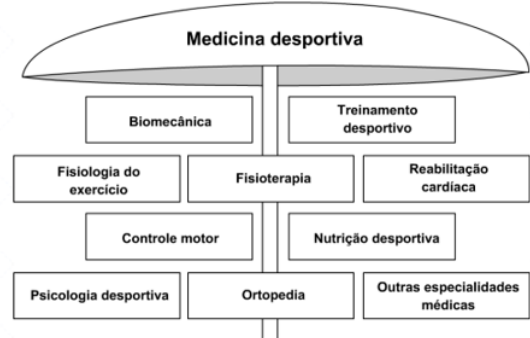 Medicina desportiva
Biomecânica
Treinamento
desportivo
Fisiologia do
exercício
Fisioterapia
Reabilitação
cardíaca
Controle motor
Nutrição desportiva
Psicologia desportiva
Ortopedia
Outras especialidades
médicas